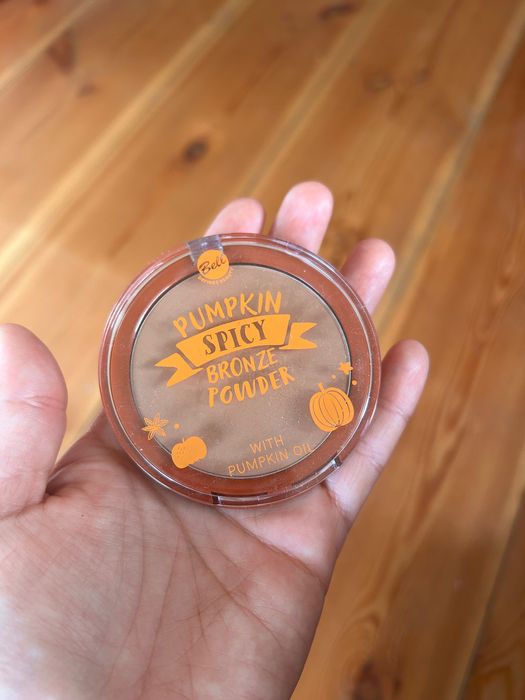 Bell
PUMPKIN
SPICY
BRONZE
POWDER
WITH
PUMPKIN OIL